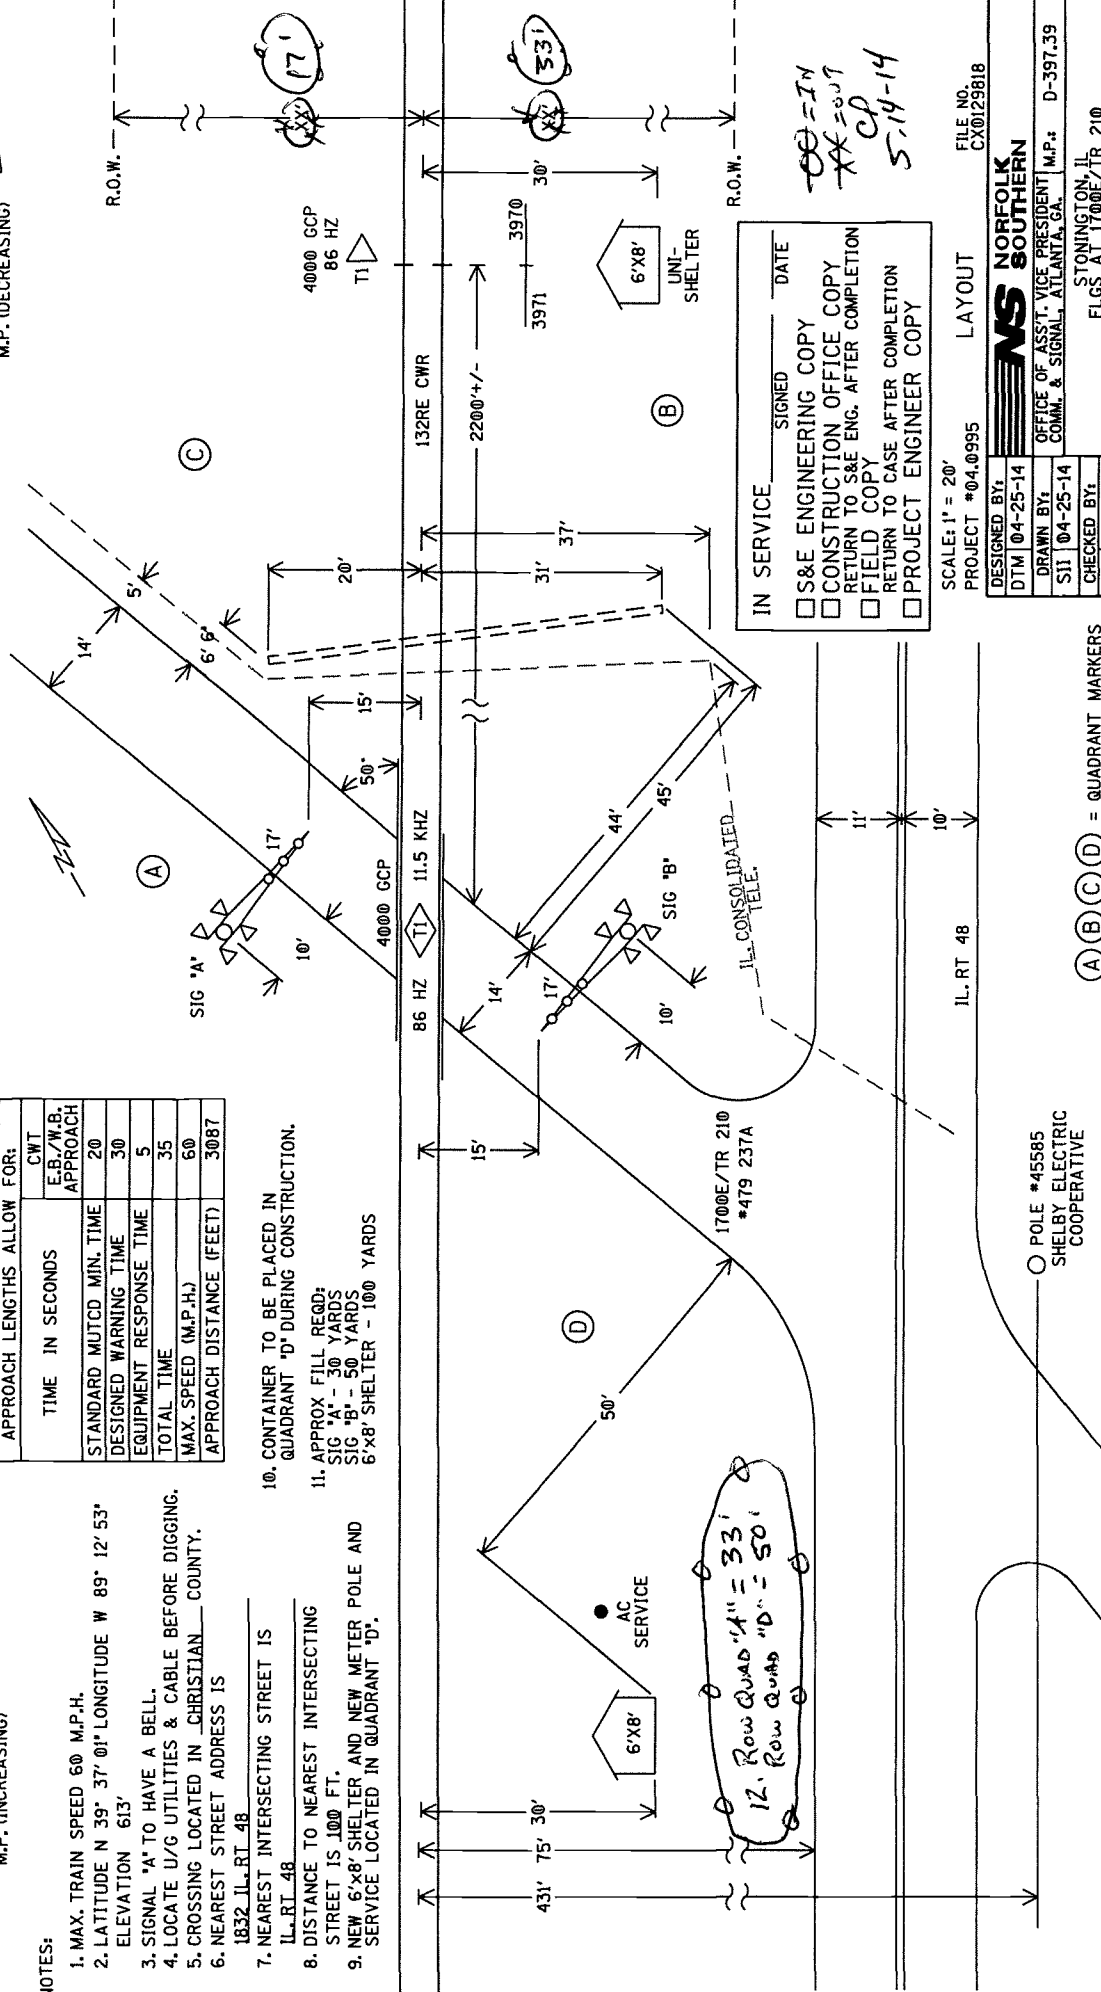 M.P. (INCREASING)
M.P. (DECREASING)
NOTES:
1. MAX. TRAIN SPEED 60 M.P.H.
2. LATITUDE N 39° 37' 01" LONGITUDE W 89° 12' 53"
ELEVATION 613'
3. SIGNAL "A" TO HAVE A BELL.
4. LOCATE U/G UTILITIES & CABLE BEFORE DIGGING.
5. CROSSING LOCATED IN CHRISTIAN COUNTY.
6. NEAREST STREET ADDRESS IS
1832 IL. RT 48
7. NEAREST INTERSECTING STREET IS
IL. RT 48
8. DISTANCE TO NEAREST INTERSECTING
STREET IS 100 FT.
9. NEW 6'x8' SHELTER AND NEW METER POLE AND
SERVICE LOCATED IN QUADRANT "D".
APPROACH LENGTHS ALLOW FOR:
TIME IN SECONDS
CWT
E.B./W.B.
APPROACH
STANDARD MUTCD MIN. TIME 20
DESIGNED WARNING TIME 30
EQUIPMENT RESPONSE TIME 5
TOTAL TIME 35
MAX. SPEED (M.P.H.) 60
APPROACH DISTANCE (FEET) 3087
10. CONTAINER TO BE PLACED IN
QUADRANT "D" DURING CONSTRUCTION.
11. APPROX FILL REQD:
SIG "A" - 30 YARDS
SIG "B" - 50 YARDS
6'x8' SHELTER - 100 YARDS
A
C
SIG "A"
17'
10'
14'
5'
6' 6"
20'
15'
50°
4000 GCP
86 HZ T1 11.5 KHZ
132RE CWR
2200'+/-
4000 GCP
86 HZ
T1
R.O.W.
XX'
17'
XX'
33'
R.O.W.
30'
3971
3970
6'X8'
UNI-
SHELTER
B
37'
31'
44'
45'
14'
17'
10'
SIG "B"
15'
IL. CONSOLIDATED
TELE.
1700E/TR 210
#479 237A
D
50'
AC
SERVICE
6'X8'
30'
75'
431'
12. ROW QUAD "A" = 33'
ROW QUAD "D" = 50'
11'
10'
IL. RT 48
POLE #45585
SHELBY ELECTRIC
COOPERATIVE
A B C D = QUADRANT MARKERS
OO = IN
XX = OUT
CP
5-14-14
IN SERVICE
SIGNED
DATE
S&E ENGINEERING COPY
CONSTRUCTION OFFICE COPY
RETURN TO S&E ENG. AFTER COMPLETION
FIELD COPY
RETURN TO CASE AFTER COMPLETION
PROJECT ENGINEER COPY
SCALE: 1" = 20'
PROJECT #04.0995
LAYOUT
FILE NO.
CX0129818
DESIGNED BY:
DTM 04-25-14
DRAWN BY:
SII 04-25-14
CHECKED BY:
NS NORFOLK
SOUTHERN
OFFICE OF ASS'T. VICE PRESIDENT
COMM. & SIGNAL, ATLANTA, GA.
M.P.: D-397.39
STONINGTON, IL
FLGS AT 1700E/TR 210